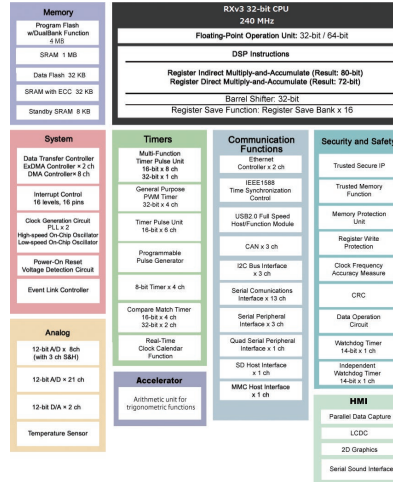 Memory
Program Flash
w/DualBank Function
4 MB
SRAM 1 MB
Data Flash 32 KB
SRAM with ECC 32 KB
Standby SRAM 8 KB
RXv3 32-bit CPU
240 MHz
Floating-Point Operation Unit: 32-bit / 64-bit
DSP Instructions
Register Indirect Multiply-and-Accumulate (Result: 80-bit)
Register Direct Multiply-and-Accumulate (Result: 72-bit)
Barrel Shifter: 32-bit
Register Save Function: Register Save Bank x 16
System
Data Transfer Controller
ExDMA Controller × 2 ch
DMA Controller× 8 ch
Interrupt Control
16 levels, 16 pins
Clock Generation Circuit
PLL x 2
High-speed On-Chip Oscillator
Low-speed On-Chip Oscillator
Power-On Reset
Voltage Detection Circuit
Event Link Controller
Analog
12-bit A/D x 8ch
(with 3 ch S&H)
12-bit A/D × 21 ch
12-bit D/A × 2 ch
Temperature Sensor
Timers
Multi-Function
Timer Pulse Unit
16-bit x 8 ch
32-bit x 1 ch
General Purpose
PWM Timer
32-bit x 4 ch
Timer Pulse Unit
16-bit x 6 ch
Programmable
Pulse Generator
8-bit Timer x 4 ch
Compare Match Timer
16-bit x 4 ch
32-bit x 2 ch
Real-Time
Clock Calendar
Function
Accelerator
Arithmetic unit for
trigonometric functions
Communication
Functions
Ethernet
Controller x 2 ch
IEEE1588
Time Synchronization
Control
USB2.0 Full Speed
Host/Function Module
CAN × 3 ch
I2C Bus Interface
x 3 ch
Serial Comunications
Interface x 13 ch
Serial Peripheral
Interface x 3 ch
Quad Serial Peripheral
Interface x 1 ch
SD Host Interface
x 1 ch
MMC Host Interface
x 1 ch
Security and Safety
Trusted Secure IP
Trusted Memory
Function
Memory Protection
Unit
Register Write
Protection
Clock Frequency
Accuracy Measure
CRC
Data Operation
Circuit
Watchdog Timer
14-bit x 1 ch
Independent
Watchdog Timer
14-bit x 1 ch
HMI
Parallel Data Capture
LCDC
2D Graphics
Serial Sound Interface